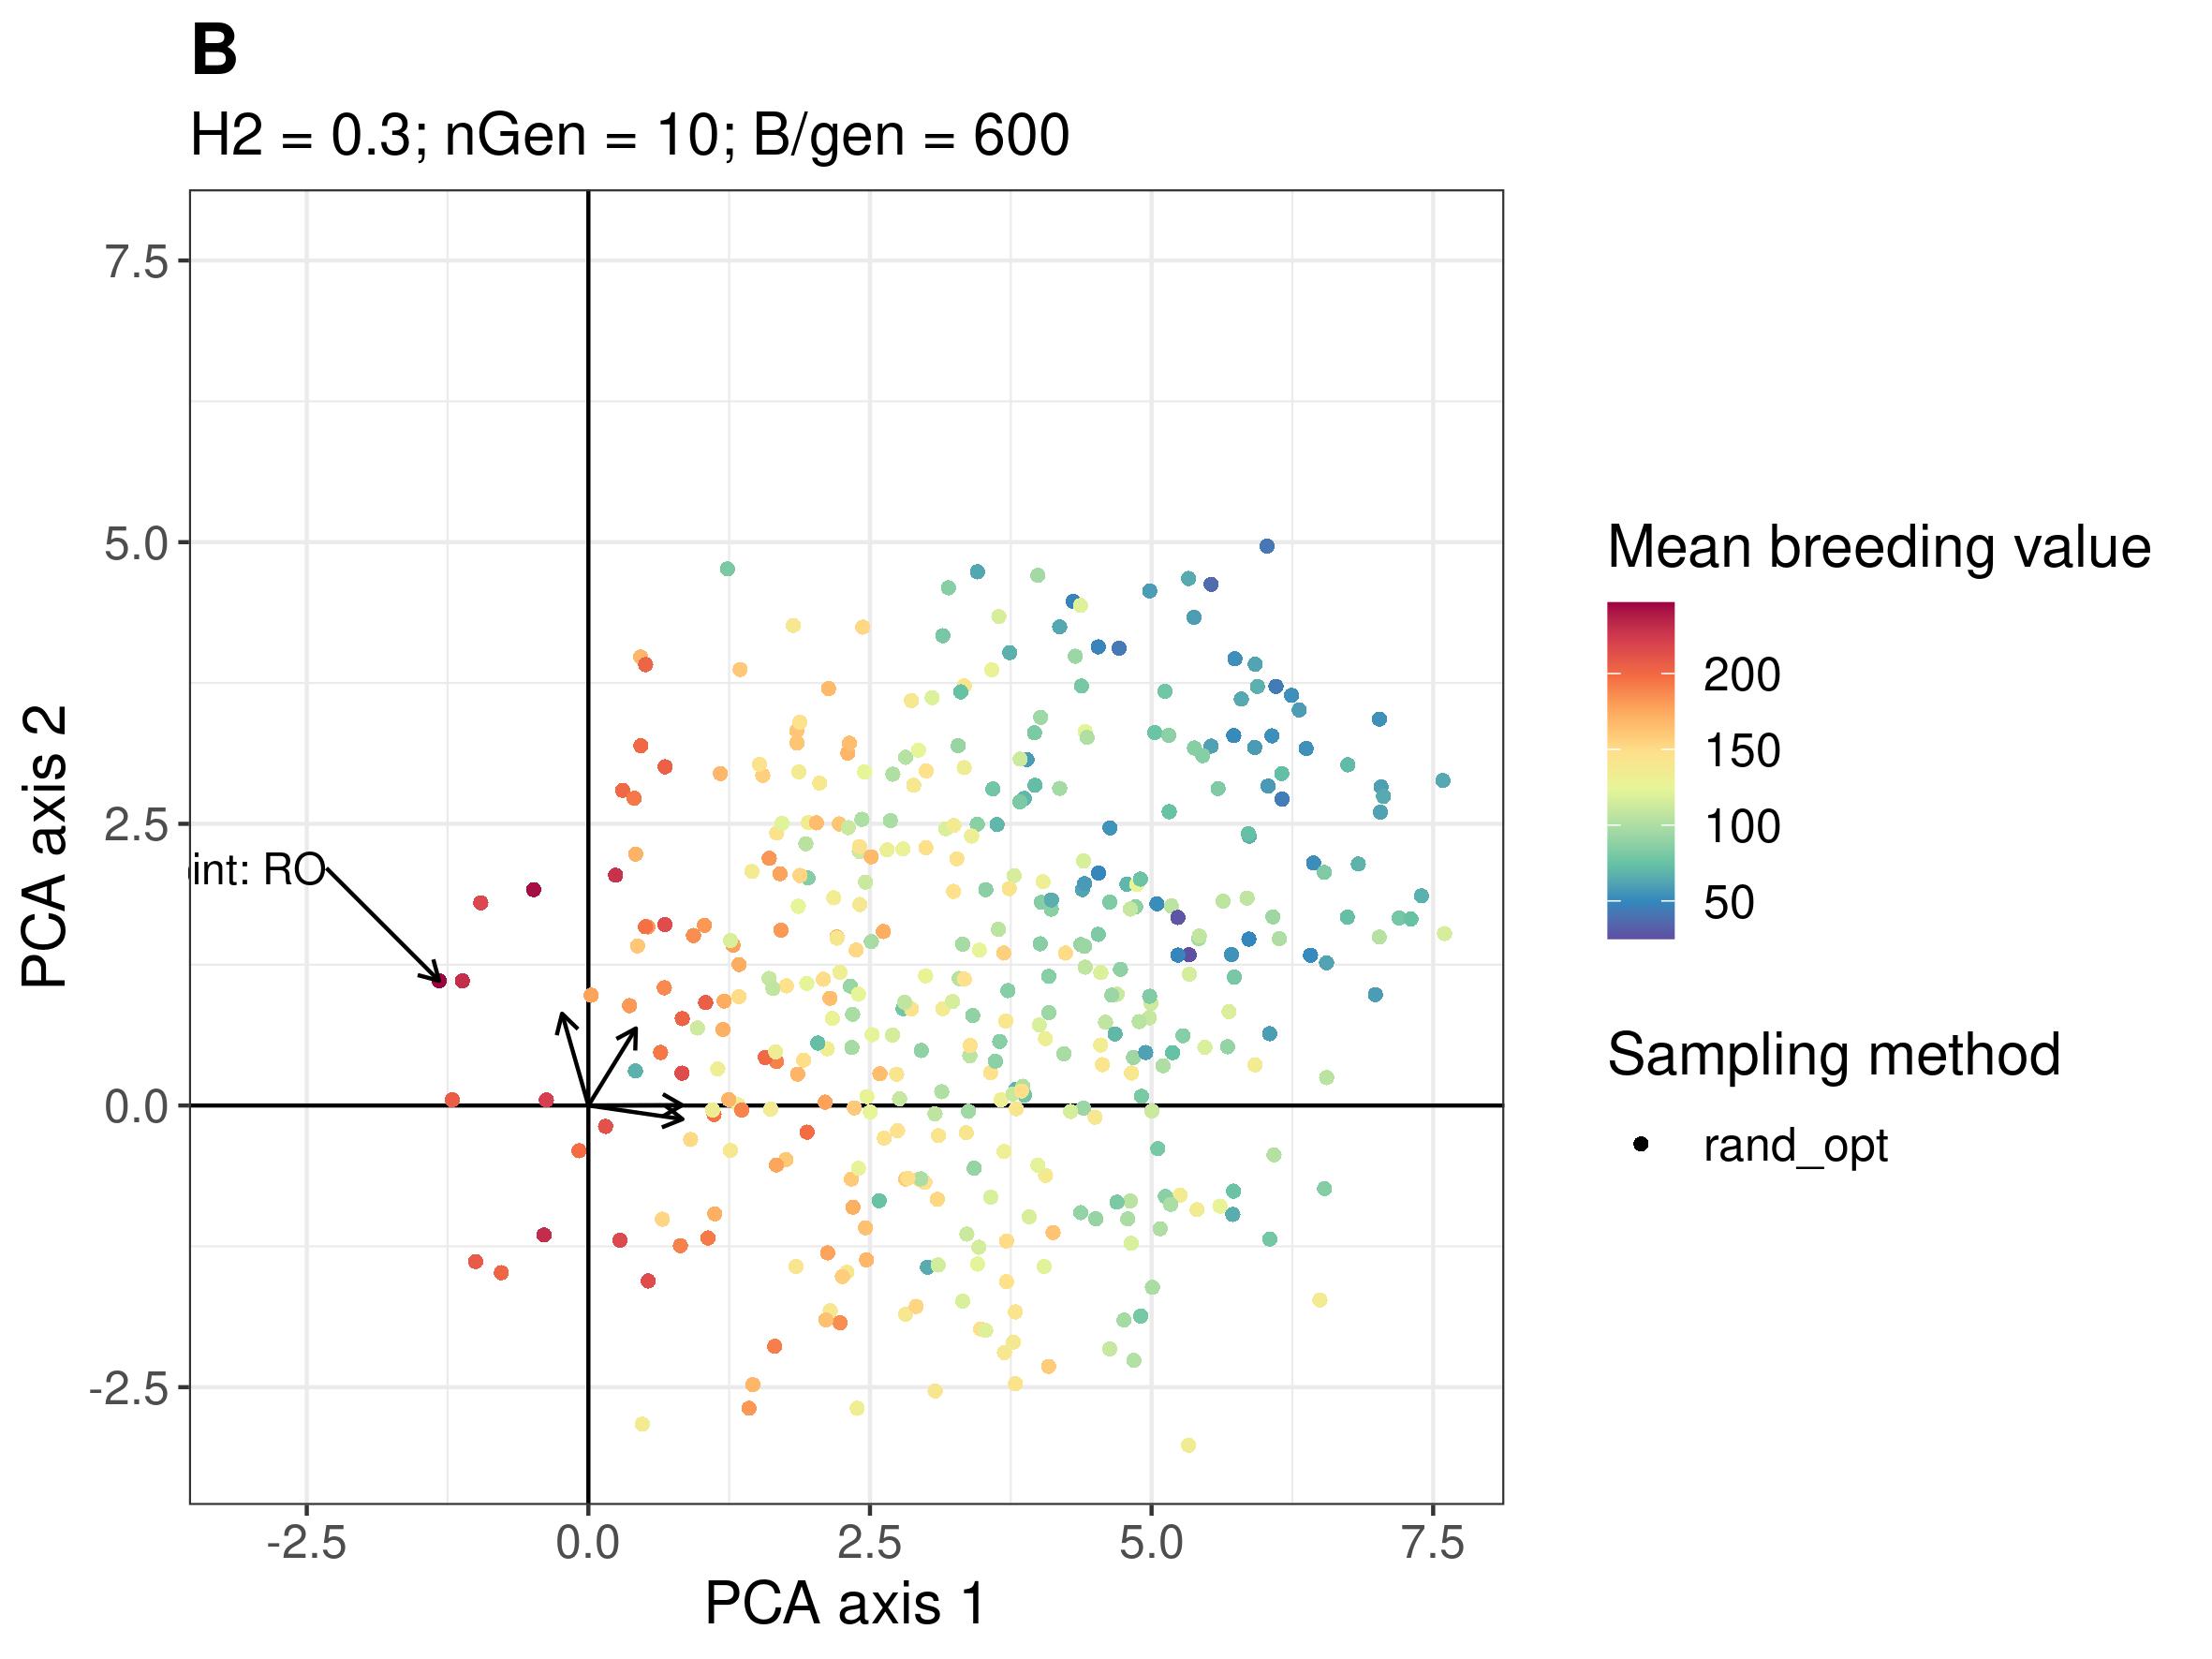 B
H2 = 0.3; nGen = 10; B/gen = 600
PCA axis 2
7.5
5.0
2.5
0.0
-2.5
int: RO
-2.5
0.0
2.5
5.0
7.5
PCA axis 1
Mean breeding value
200
150
100
50
Sampling method
rand_opt